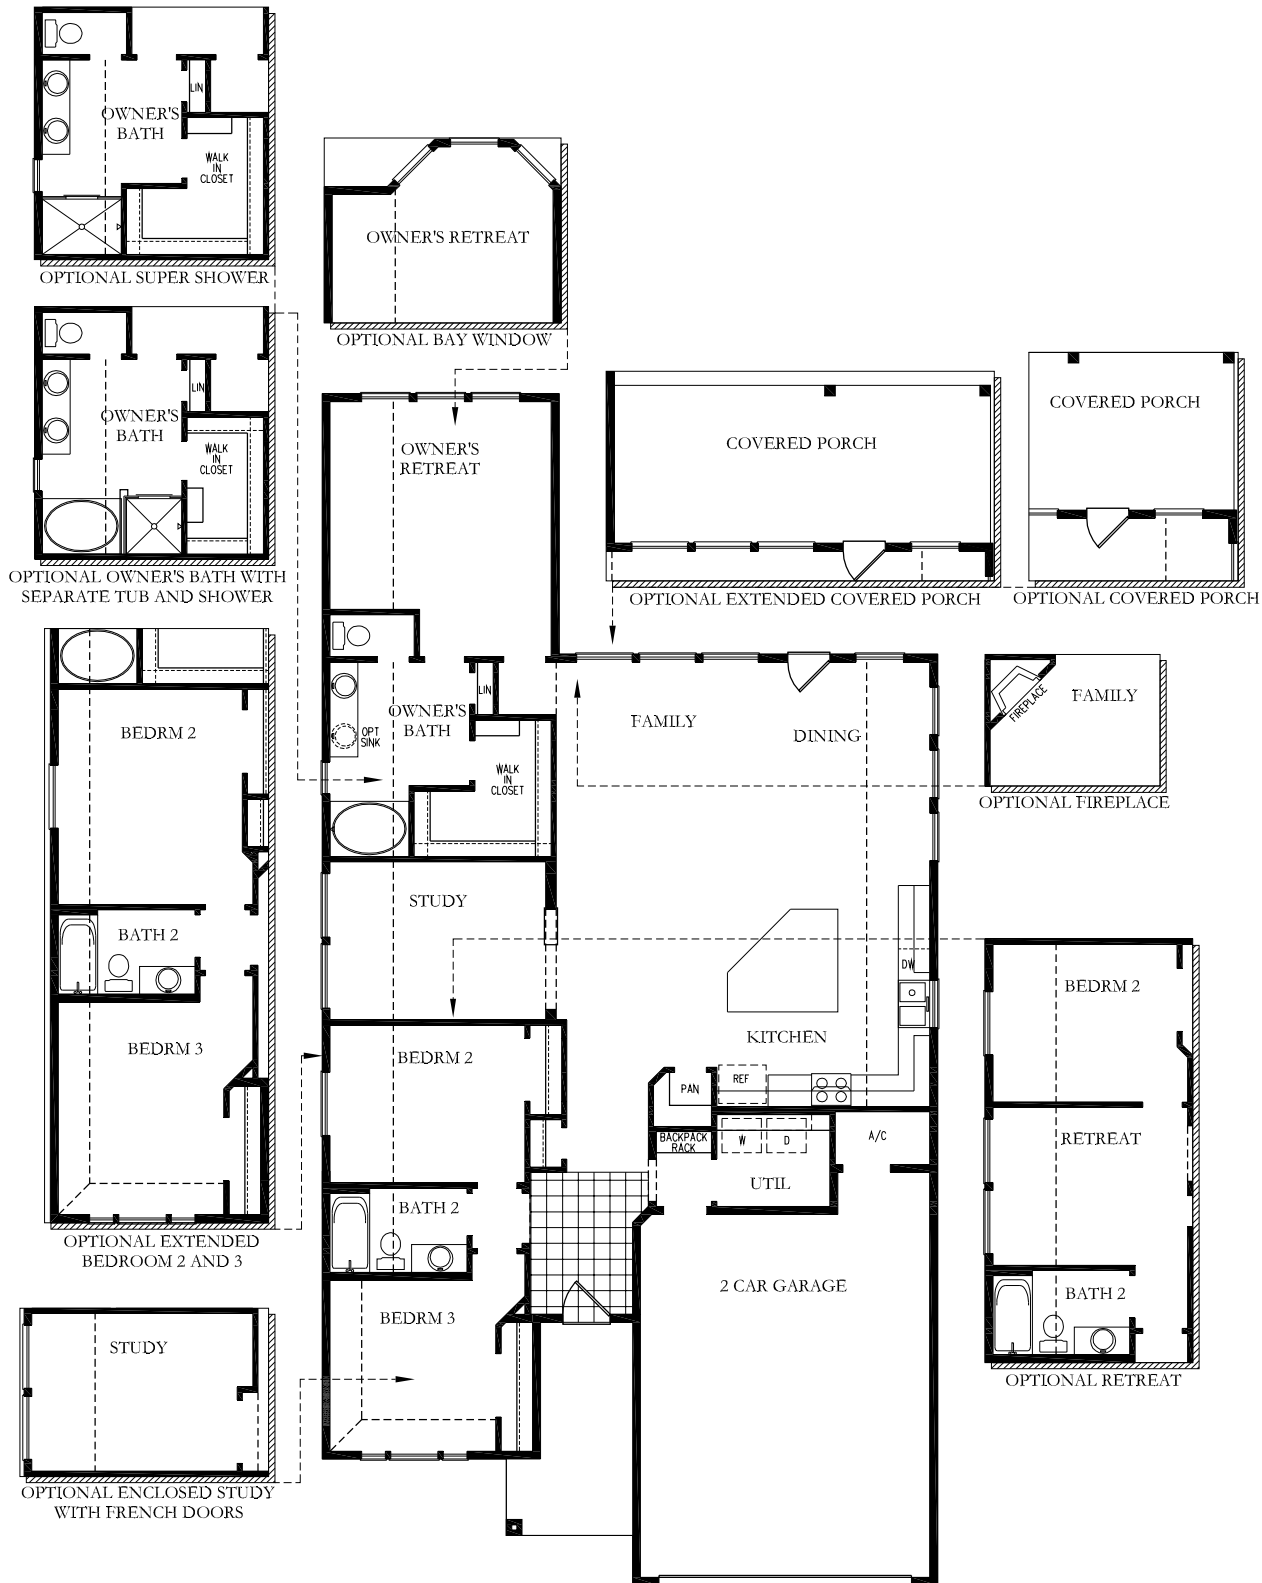 OWNER'S
BATH
LIN
WALK
IN
CLOSET
OPTIONAL SUPER SHOWER
OWNER'S RETREAT
OPTIONAL BAY WINDOW
OWNER'S
BATH
LIN
WALK
IN
CLOSET
OPTIONAL OWNER'S BATH WITH
SEPARATE TUB AND SHOWER
COVERED PORCH
OPTIONAL EXTENDED COVERED PORCH
COVERED PORCH
OPTIONAL COVERED PORCH
BEDRM 2
BATH 2
BEDRM 3
OPTIONAL EXTENDED
BEDROOM 2 AND 3
STUDY
OPTIONAL ENCLOSED STUDY
WITH FRENCH DOORS
OWNER'S
RETREAT
OWNER'S
BATH
LIN
OPT
SINK
WALK
IN
CLOSET
FAMILY
DINING
STUDY
DW
KITCHEN
BEDRM 2
REF
PAN
BACKPACK
RACK
W
D
A/C
UTIL
BATH 2
2 CAR GARAGE
BEDRM 3
FIREPLACE
FAMILY
OPTIONAL FIREPLACE
BEDRM 2
RETREAT
BATH 2
OPTIONAL RETREAT